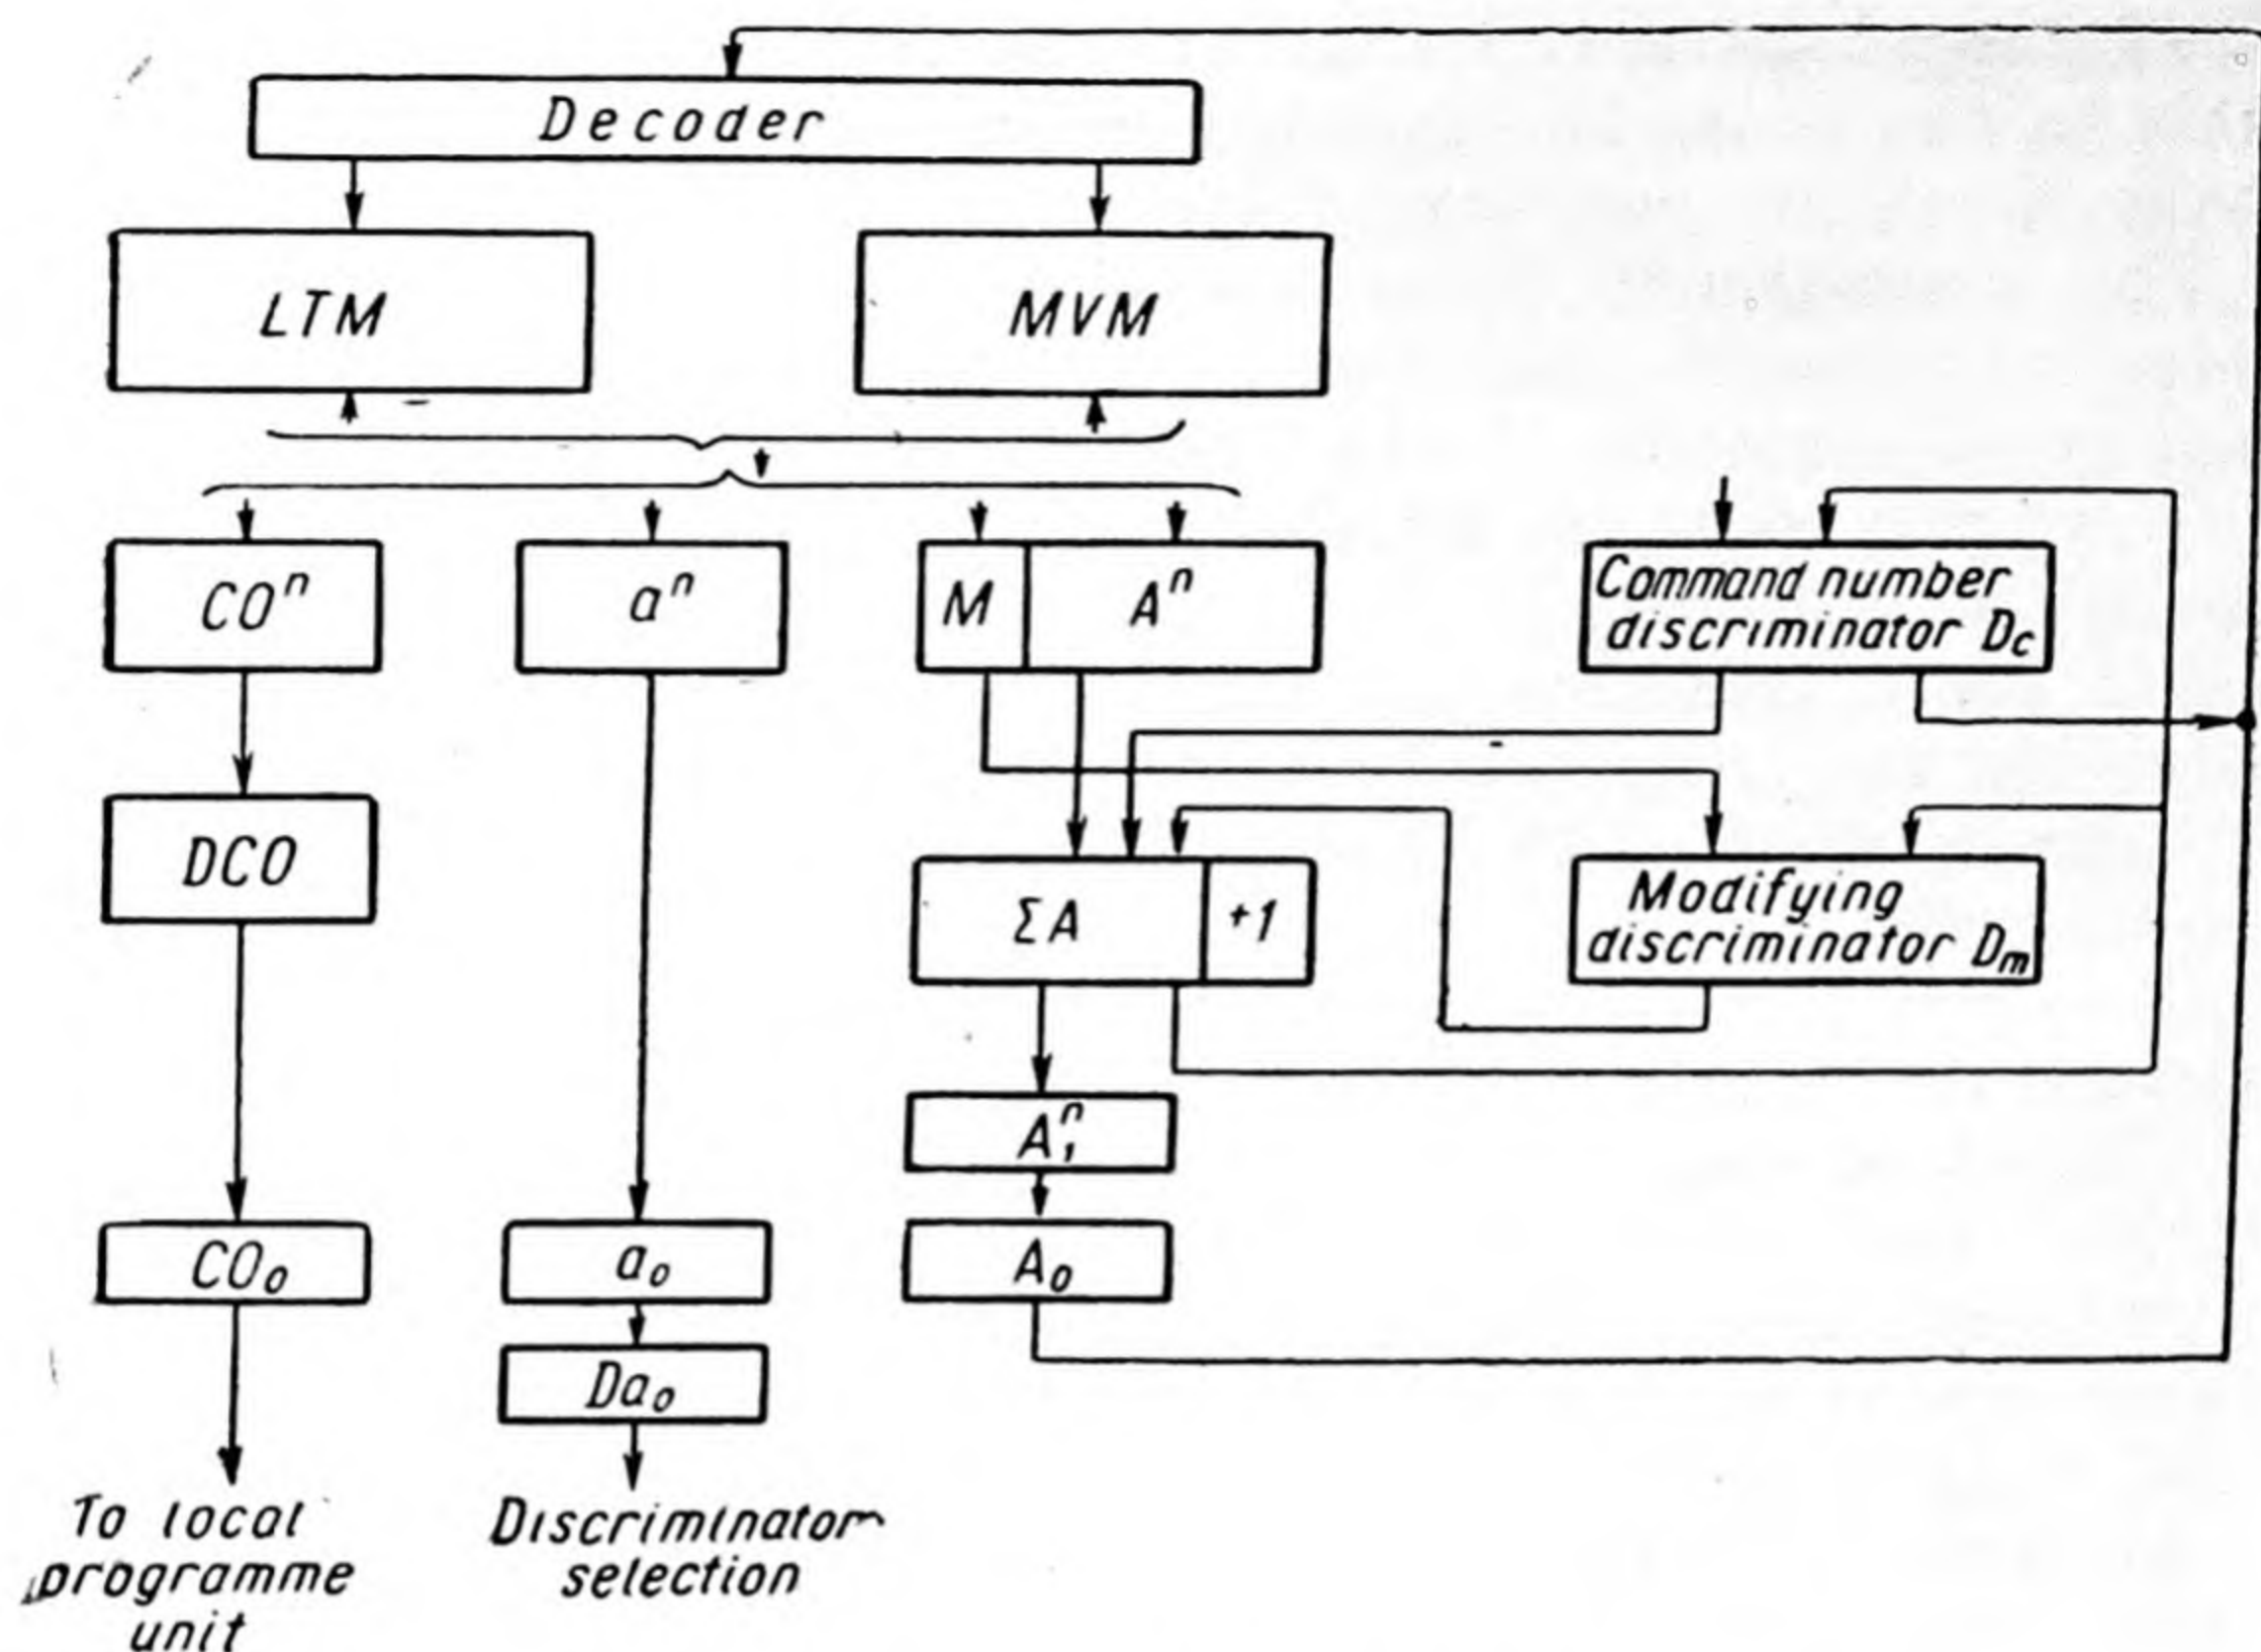 Decoder
LTM
MVM
COⁿ
aⁿ
M
Aⁿ
Command number
discriminator Dc
DCO
ΣA
+1
Modifying
discriminator Dm
A₁ⁿ
CO₀
a₀
A₀
Da₀
To local
programme
unit
Discriminator
selection